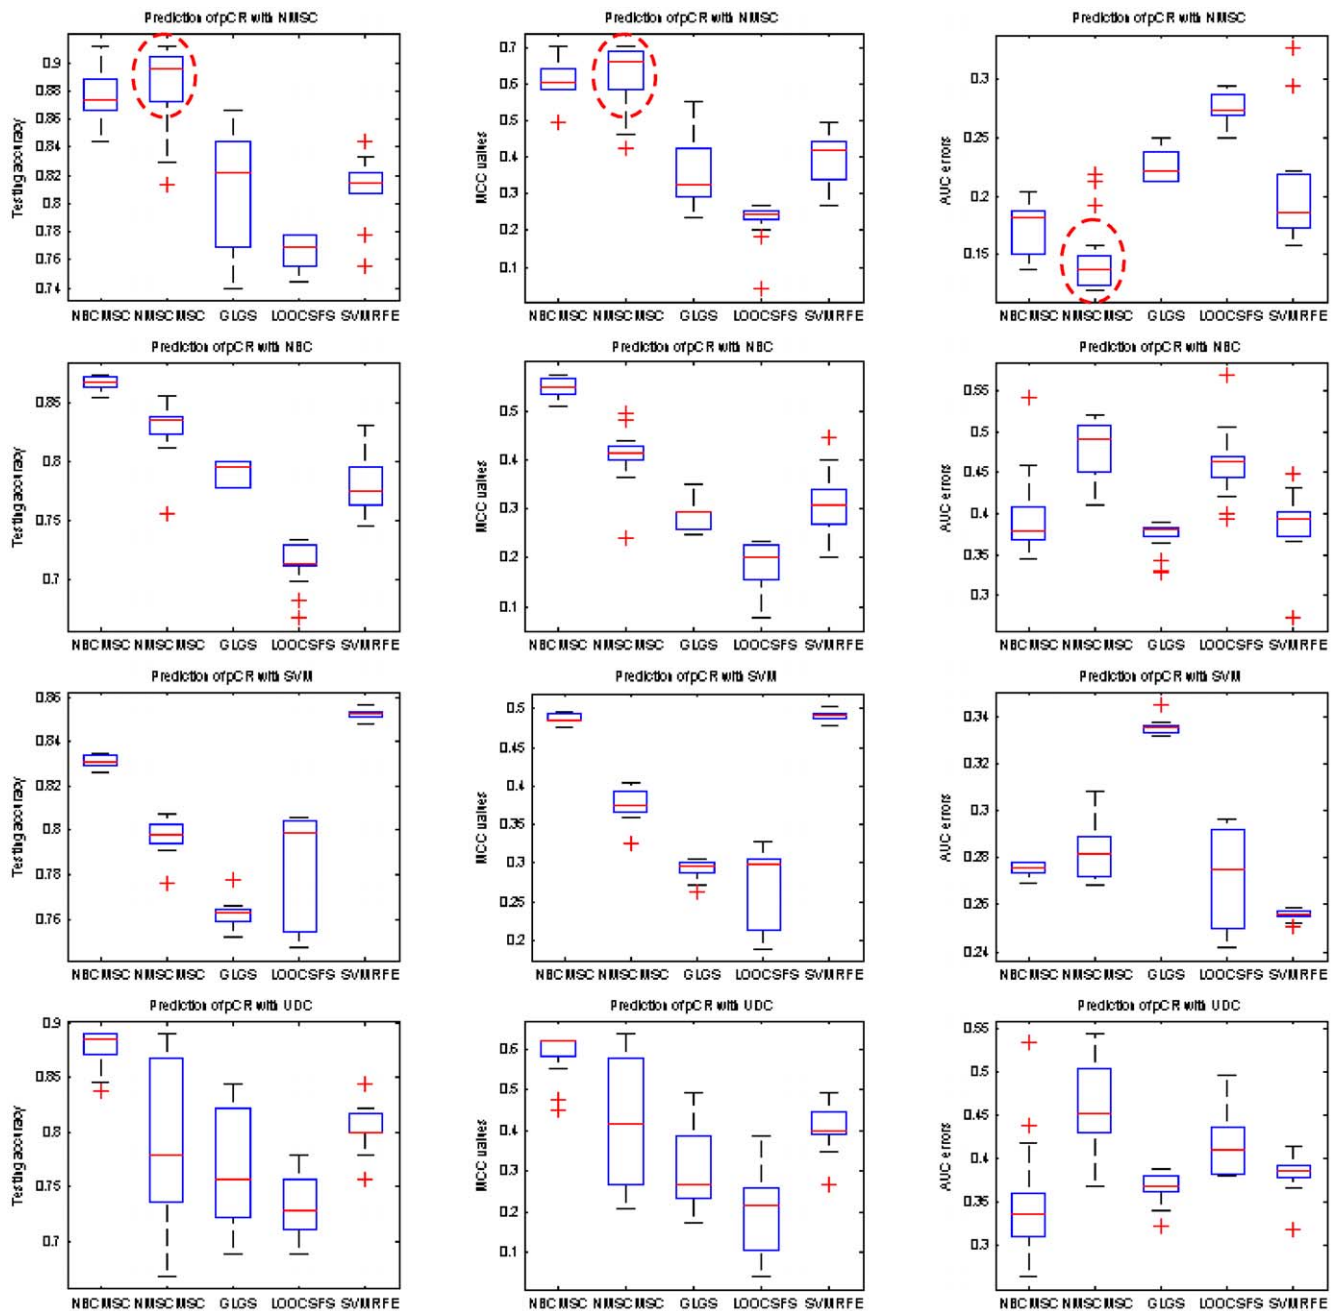 Prediction of pCR with NMSC
Testing accuracy
0.9
0.88
0.86
0.84
0.82
0.8
0.78
0.76
0.74
NBCMSC NMSCMSC GLGS LOOCSFS SVMRFE
Prediction of pCR with NMSC
MCC values
0.7
0.6
0.5
0.4
0.3
0.2
0.1
NBCMSC NMSCMSC GLGS LOOCSFS SVMRFE
Prediction of pCR with NMSC
AUC errors
0.3
0.25
0.2
0.15
NBCMSC NMSCMSC GLGS LOOCSFS SVMRFE
Prediction of pCR with NBC
Testing accuracy
0.85
0.8
0.75
0.7
NBCMSC NMSCMSC GLGS LOOCSFS SVMRFE
Prediction of pCR with NBC
MCC values
0.5
0.4
0.3
0.2
0.1
NBCMSC NMSCMSC GLGS LOOCSFS SVMRFE
Prediction of pCR with NBC
AUC errors
0.55
0.5
0.45
0.4
0.35
0.3
NBCMSC NMSCMSC GLGS LOOCSFS SVMRFE
Prediction of pCR with SVM
Testing accuracy
0.86
0.84
0.82
0.8
0.78
0.76
NBCMSC NMSCMSC GLGS LOOCSFS SVMRFE
Prediction of pCR with SVM
MCC values
0.5
0.45
0.4
0.35
0.3
0.25
0.2
NBCMSC NMSCMSC GLGS LOOCSFS SVMRFE
Prediction of pCR with SVM
AUC errors
0.34
0.32
0.3
0.28
0.26
0.24
NBCMSC NMSCMSC GLGS LOOCSFS SVMRFE
Prediction of pCR with UDC
Testing accuracy
0.9
0.85
0.8
0.75
0.7
NBCMSC NMSCMSC GLGS LOOCSFS SVMRFE
Prediction of pCR with UDC
MCC values
0.6
0.5
0.4
0.3
0.2
0.1
NBCMSC NMSCMSC GLGS LOOCSFS SVMRFE
Prediction of pCR with UDC
AUC errors
0.55
0.5
0.45
0.4
0.35
0.3
NBCMSC NMSCMSC GLGS LOOCSFS SVMRFE